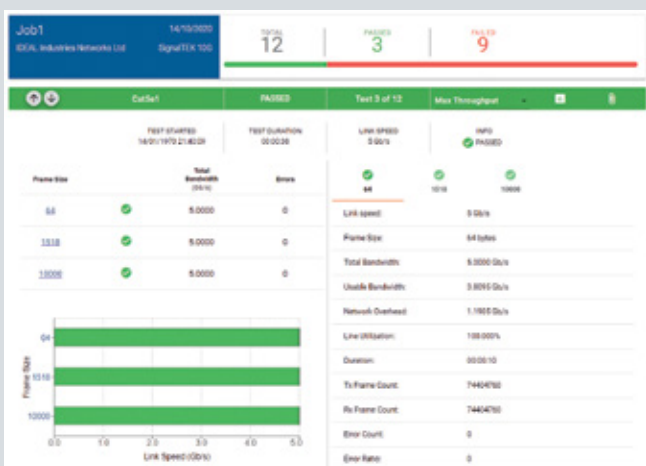 Job1 14/10/2020
IDEAL Industries Networks Ltd SignalTEK 10G
TOTAL 12
PASSED 3
FAILED 9
Cat5e1 PASSED Test 3 of 12 Max Throughput
TEST STARTED TEST DURATION LINK SPEED INFO
14/01/1970 21:40:09 00:00:36 5 Gb/s PASSED
Frame Size Total Bandwidth (Gb/s) Errors
64 5.0000 0
1518 5.0000 0
10000 5.0000 0
64 1518 10000
Link speed: 5 Gb/s
Frame Size: 64 bytes
Total Bandwidth: 5.0000 Gb/s
Usable Bandwidth: 3.8095 Gb/s
Network Overhead: 1.1905 Gb/s
Line Utilization: 100.000%
Duration: 00:00:10
Tx Frame Count: 74404760
Rx Frame Count: 74404760
Error Count: 0
Error Ratio: 0
Frame Size
64
1518
10000
0.0 1.0 2.0 3.0 4.0 5.0
Link Speed (Gb/s)